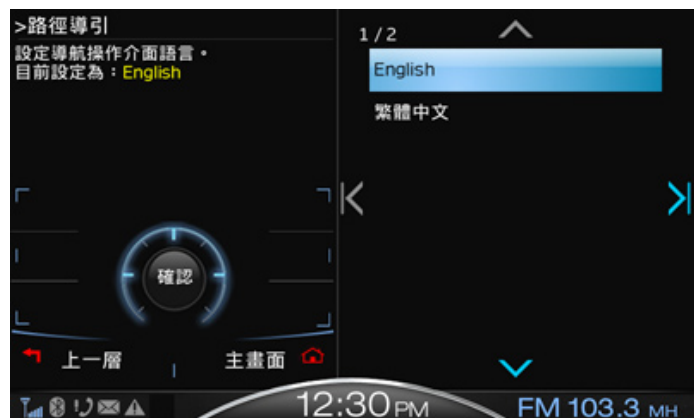 >路徑導引
設定導航操作介面語言。
目前設定為：English
1/2
English
繁體中文
確認
上一層
主畫面
12:30 PM
FM 103.3 MH